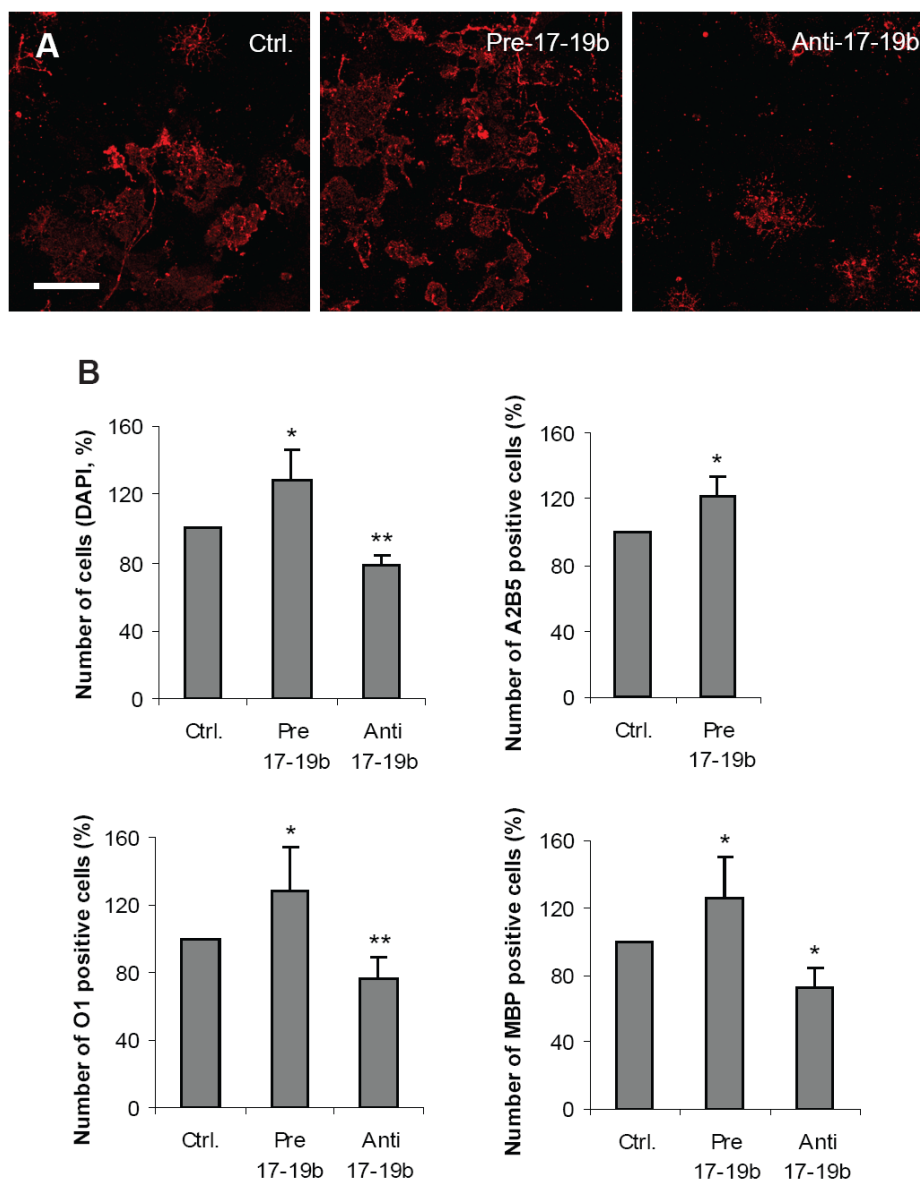 A
Ctrl.
Pre-17-19b
Anti-17-19b
B
Number of cells (DAPI, %)
160
120
80
40
0
*
**
Ctrl.
Pre
17-19b
Anti
17-19b
Number of A2B5 positive cells (%)
160
120
80
40
0
*
Ctrl.
Pre
17-19b
Number of O1 positive cells (%)
160
120
80
40
0
*
**
Ctrl.
Pre
17-19b
Anti
17-19b
Number of MBP positive cells (%)
160
120
80
40
0
*
*
Ctrl.
Pre
17-19b
Anti
17-19b